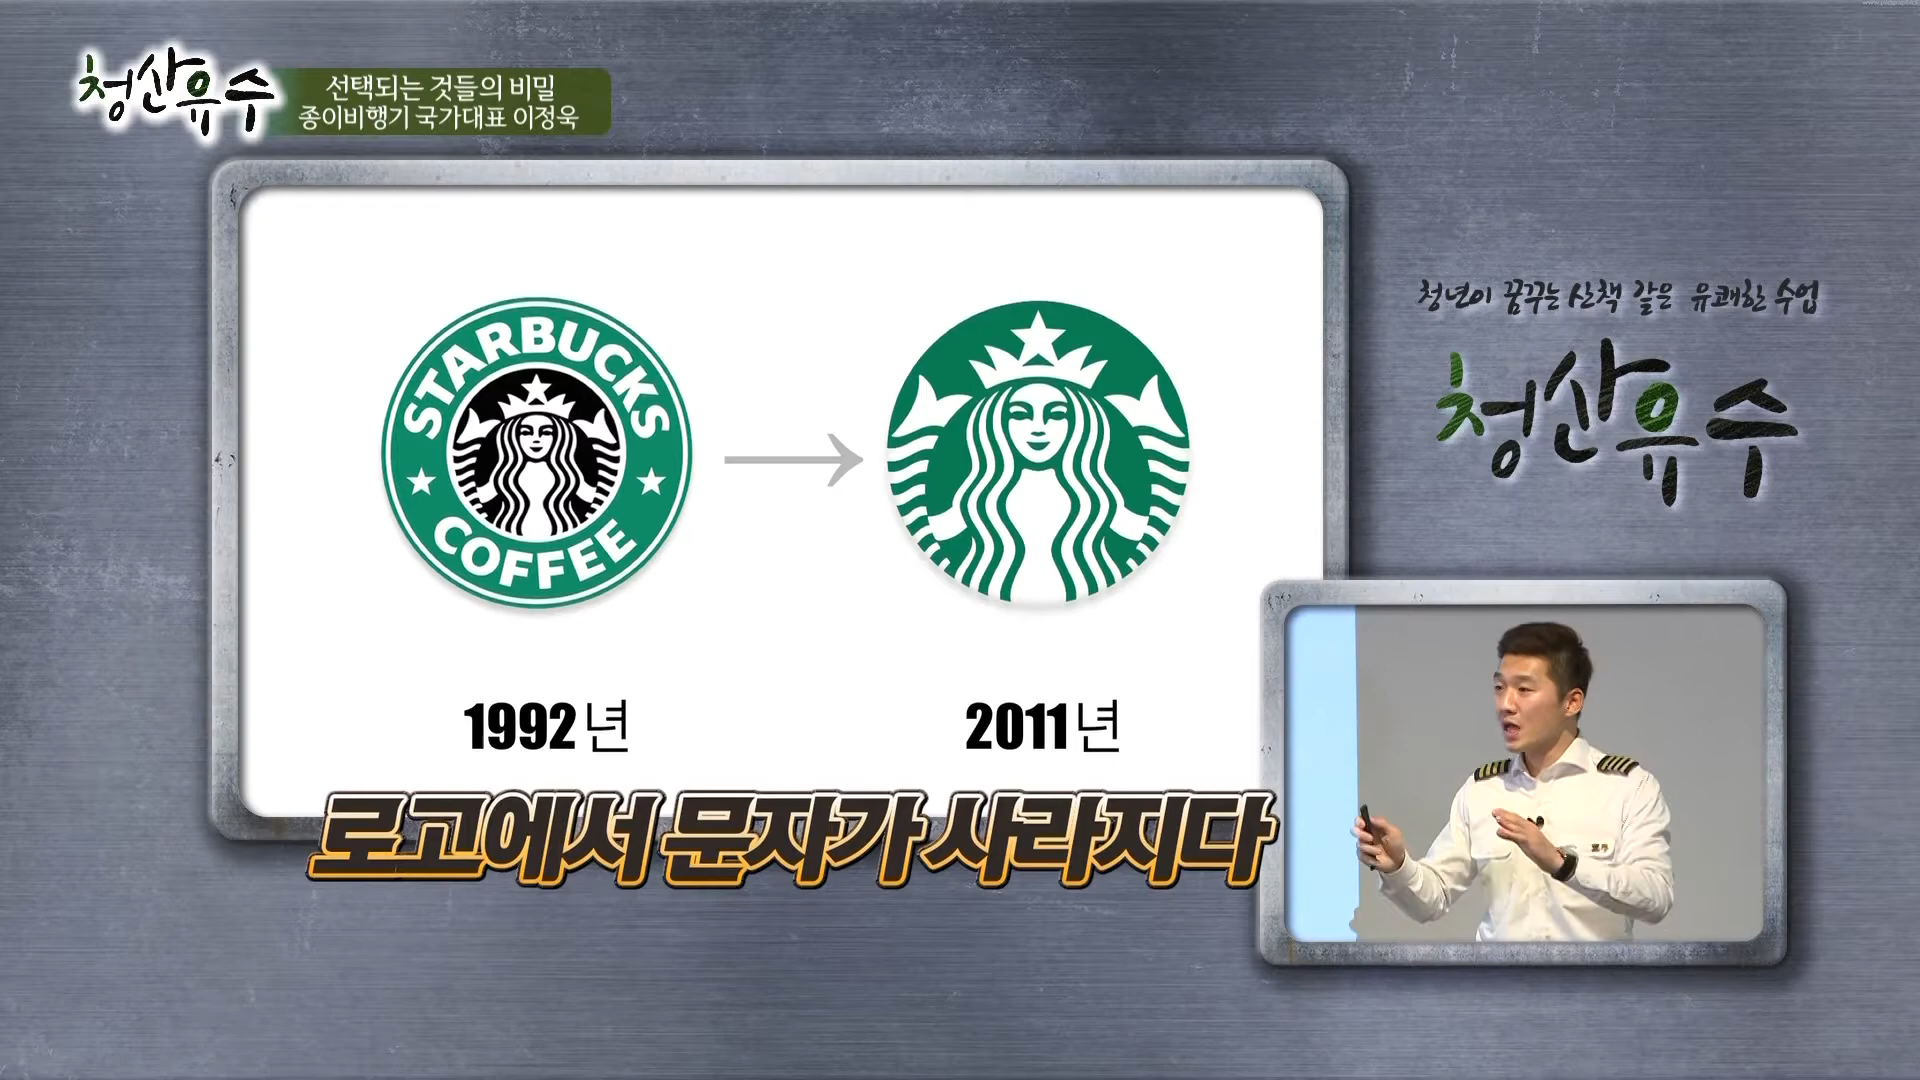 청산유수
선택되는 것들의 비밀
종이비행기 국가대표 이정욱
STARBUCKS
COFFEE
1992년
2011년
로고에서 문자가 사라지다
청년이 꿈꾸는 산책 같은 유쾌한 수업
청산유수